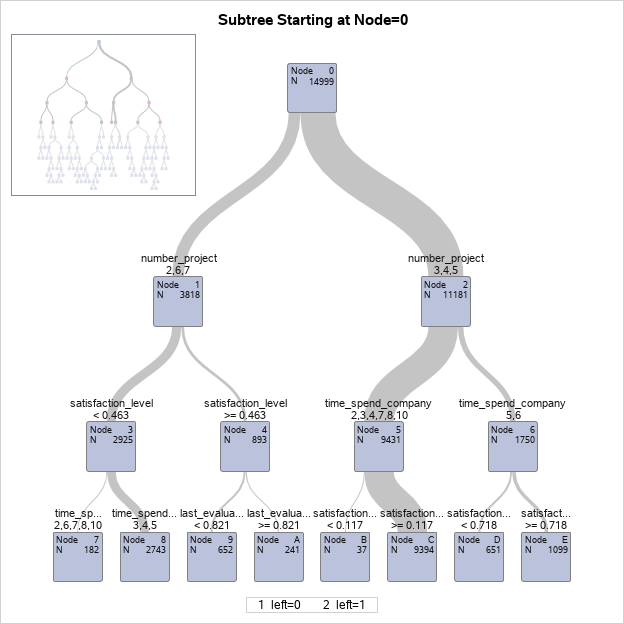 Subtree Starting at Node=0
Node 0
N 14999
number_project
2,6,7
number_project
3,4,5
Node 1
N 3818
Node 2
N 11181
satisfaction_level
< 0.463
satisfaction_level
>= 0.463
time_spend_company
2,3,4,7,8,10
time_spend_company
5,6
Node 3
N 2925
Node 4
N 893
Node 5
N 9431
Node 6
N 1750
time_sp...
2,6,7,8,10
time_spend...
3,4,5
last_evalua...
< 0.821
last_evalua...
>= 0.821
satisfaction...
< 0.117
satisfaction...
>= 0.117
satisfaction...
< 0.718
satisfact...
>= 0.718
Node 7
N 182
Node 8
N 2743
Node 9
N 652
Node A
N 241
Node B
N 37
Node C
N 9394
Node D
N 651
Node E
N 1099
1 left=0 2 left=1